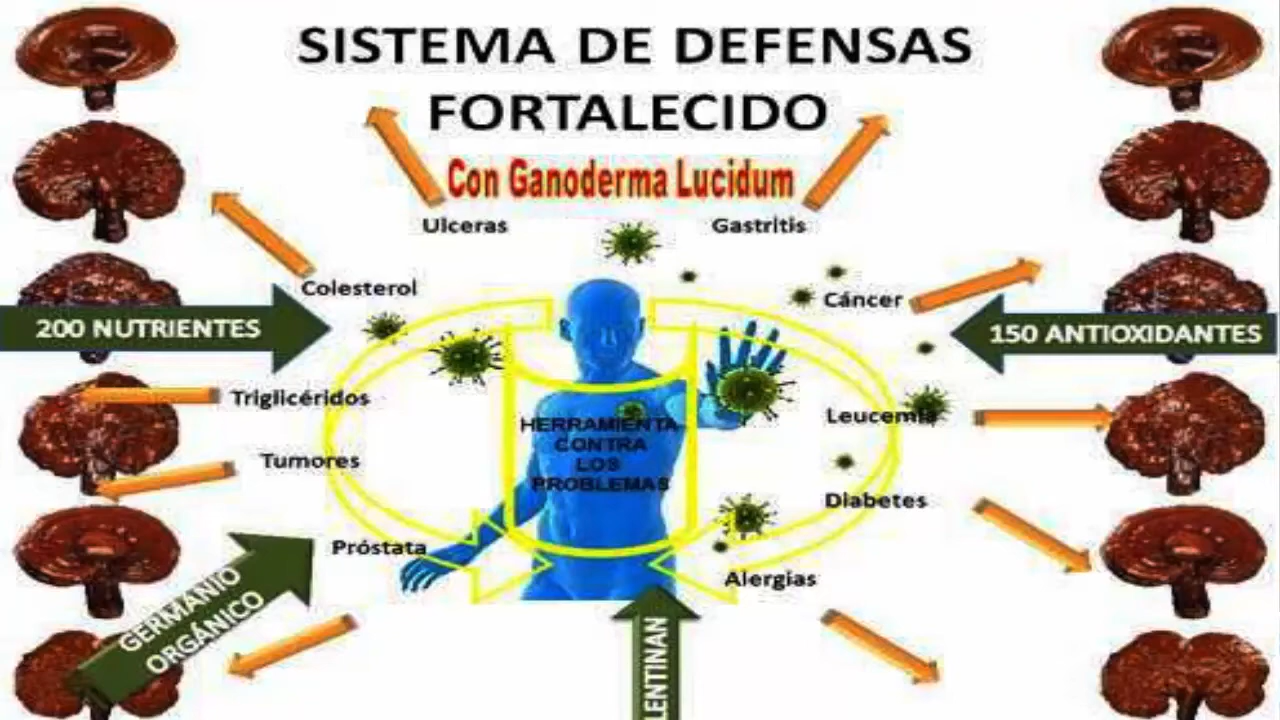 SISTEMA DE DEFENSAS
FORTALECIDO
Con Ganoderma Lucidum
Ulceras
Gastritis
Colesterol
Cáncer
200 NUTRIENTES
150 ANTIOXIDANTES
Triglicéridos
Leucemia
HERRAMIENTA
CONTRA
LOS
PROBLEMAS
Tumores
Diabetes
Próstata
Alergias
GERMANIO
ORGÁNICO
LENTINAN